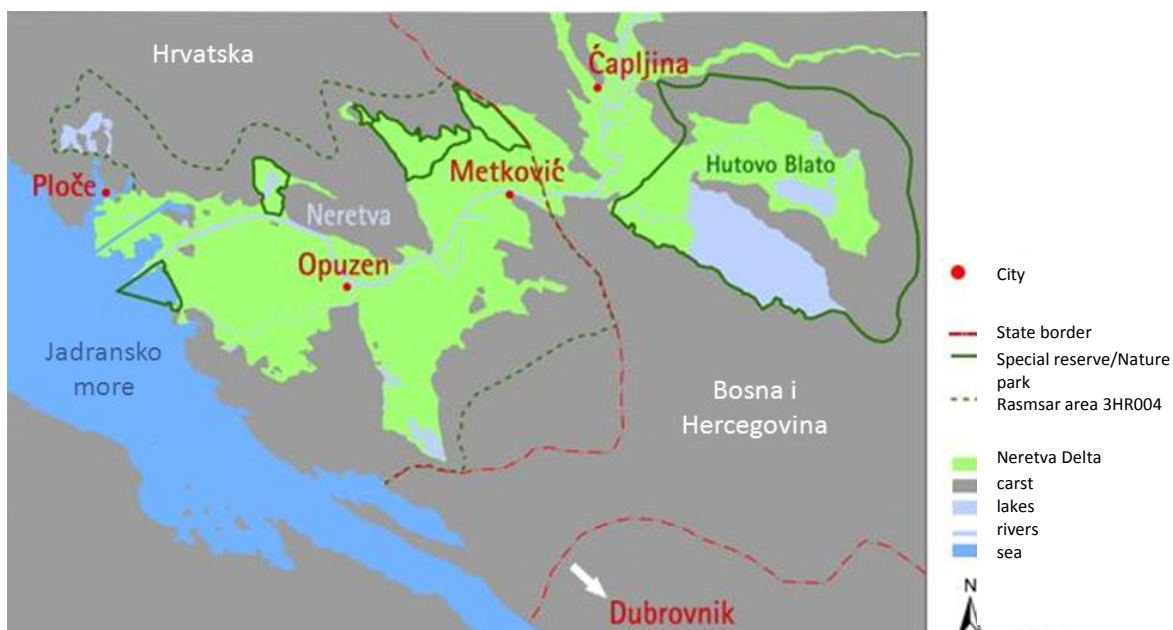 Hrvatska
Ćapljina
Hutovo Blato
Ploče
Metković
Neretva
Opuzen
Jadransko
more
Bosna i
Hercegovina
Dubrovnik
City
State border
Special reserve/Nature
park
Rasmsar area 3HR004
Neretva Delta
carst
lakes
rivers
sea
N